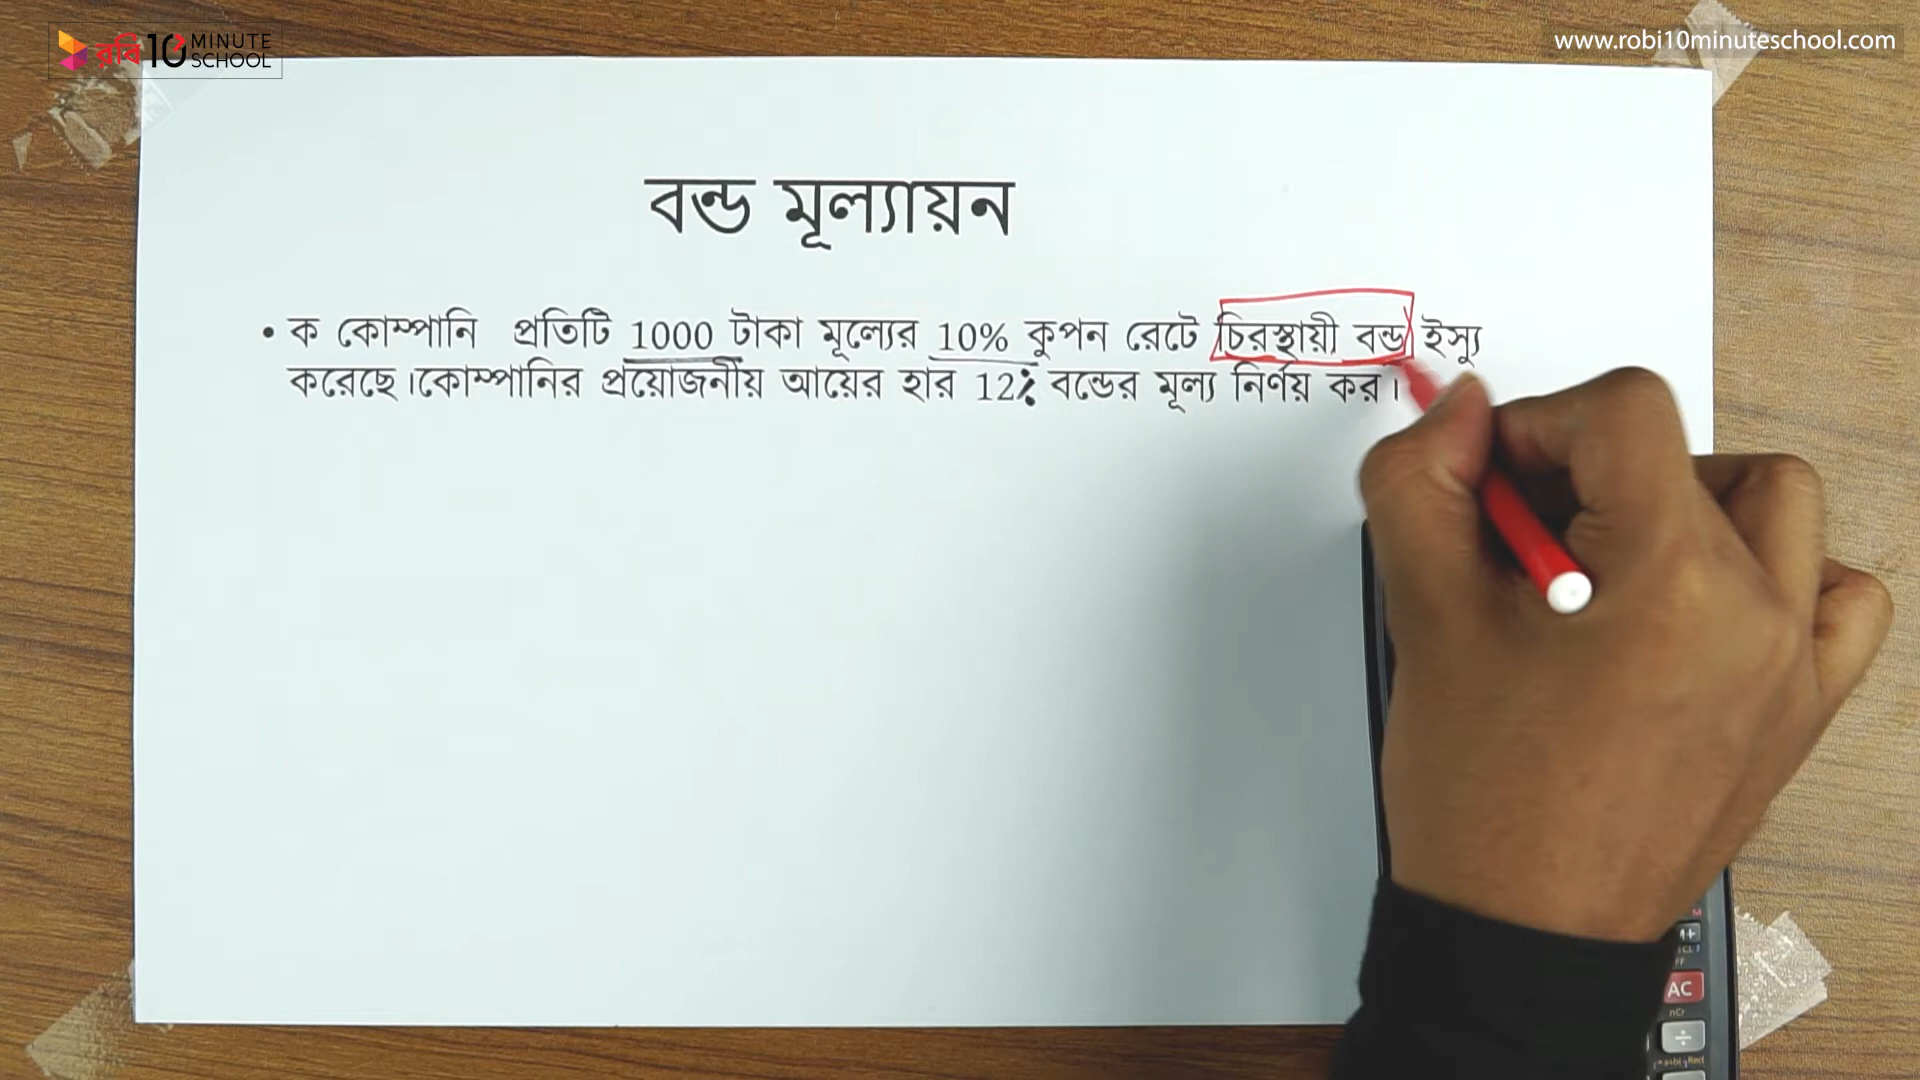 রবি 10 MINUTE SCHOOL
www.robi10minuteschool.com
বন্ড মূল্যায়ন
• ক কোম্পানি প্রতিটি 1000 টাকা মূল্যের 10% কুপন রেটে চিরস্থায়ী বন্ড ইস্যু
করেছে।কোম্পানির প্রয়োজনীয় আয়ের হার 12% বন্ডের মূল্য নির্ণয় কর।
M+
AC
nCr
÷